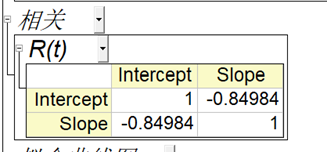 相关
R(t)
Intercept Slope
Intercept 1 -0.84984
Slope -0.84984 1